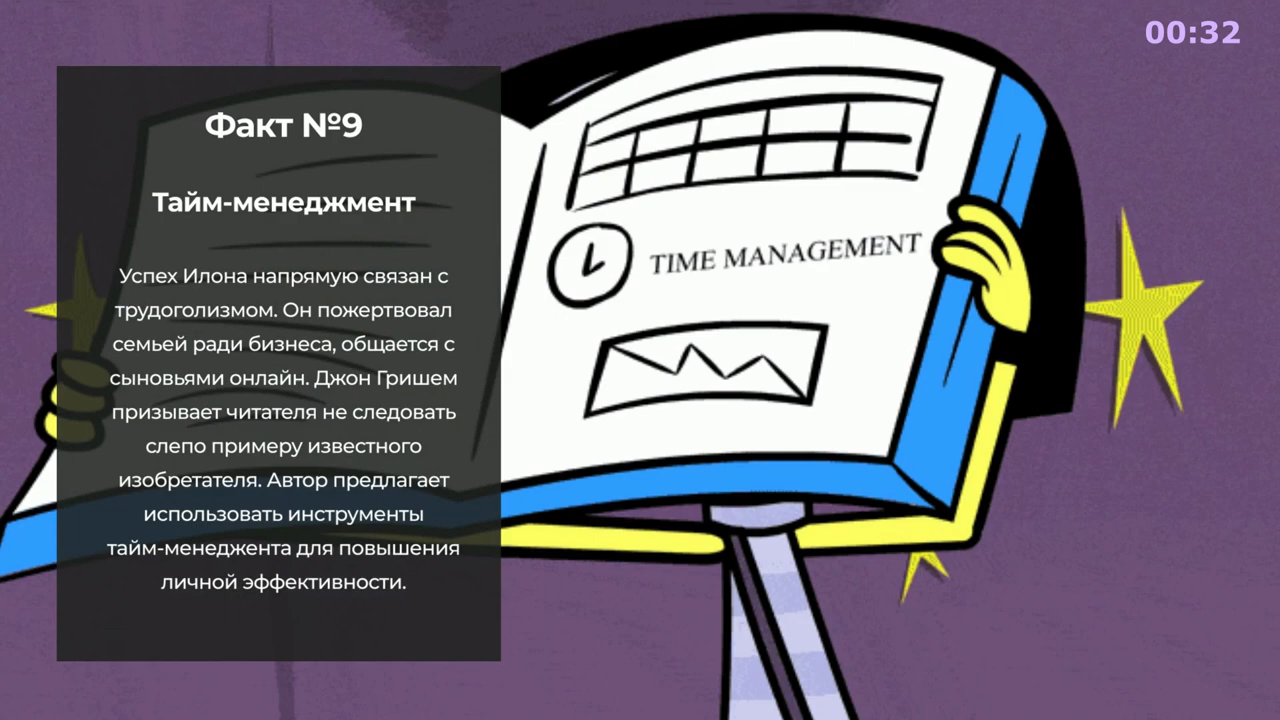 00:32
Факт №9
Тайм-менеджмент
Успех Илона напрямую связан с
трудоголизмом. Он пожертвовал
семьей ради бизнеса, общается с
сыновьями онлайн. Джон Гришем
призывает читателя не следовать
слепо примеру известного
изобретателя. Автор предлагает
использовать инструменты
тайм-менеджента для повышения
личной эффективности.
TIME MANAGEMENT